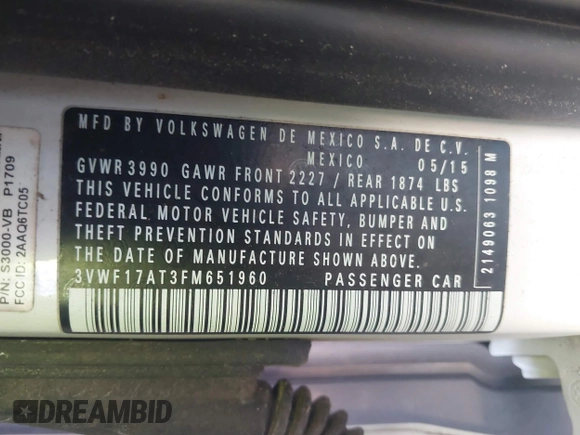 MFD BY VOLKSWAGEN DE MEXICO S.A. DE C.V.
MEXICO 05/15
GVWR 3990 GAWR FRONT 2227 / REAR 1874 LBS
THIS VEHICLE CONFORMS TO ALL APPLICABLE U.S.
FEDERAL MOTOR VEHICLE SAFETY, BUMPER AND
THEFT PREVENTION STANDARDS IN EFFECT ON
THE DATE OF MANUFACTURE SHOWN ABOVE.
3VWF17AT3FM651960 PASSENGER CAR
2149063 1098 M
P/N: S3000-VB P1709
FCC ID: 2AAQ6TC05
DREAMBID